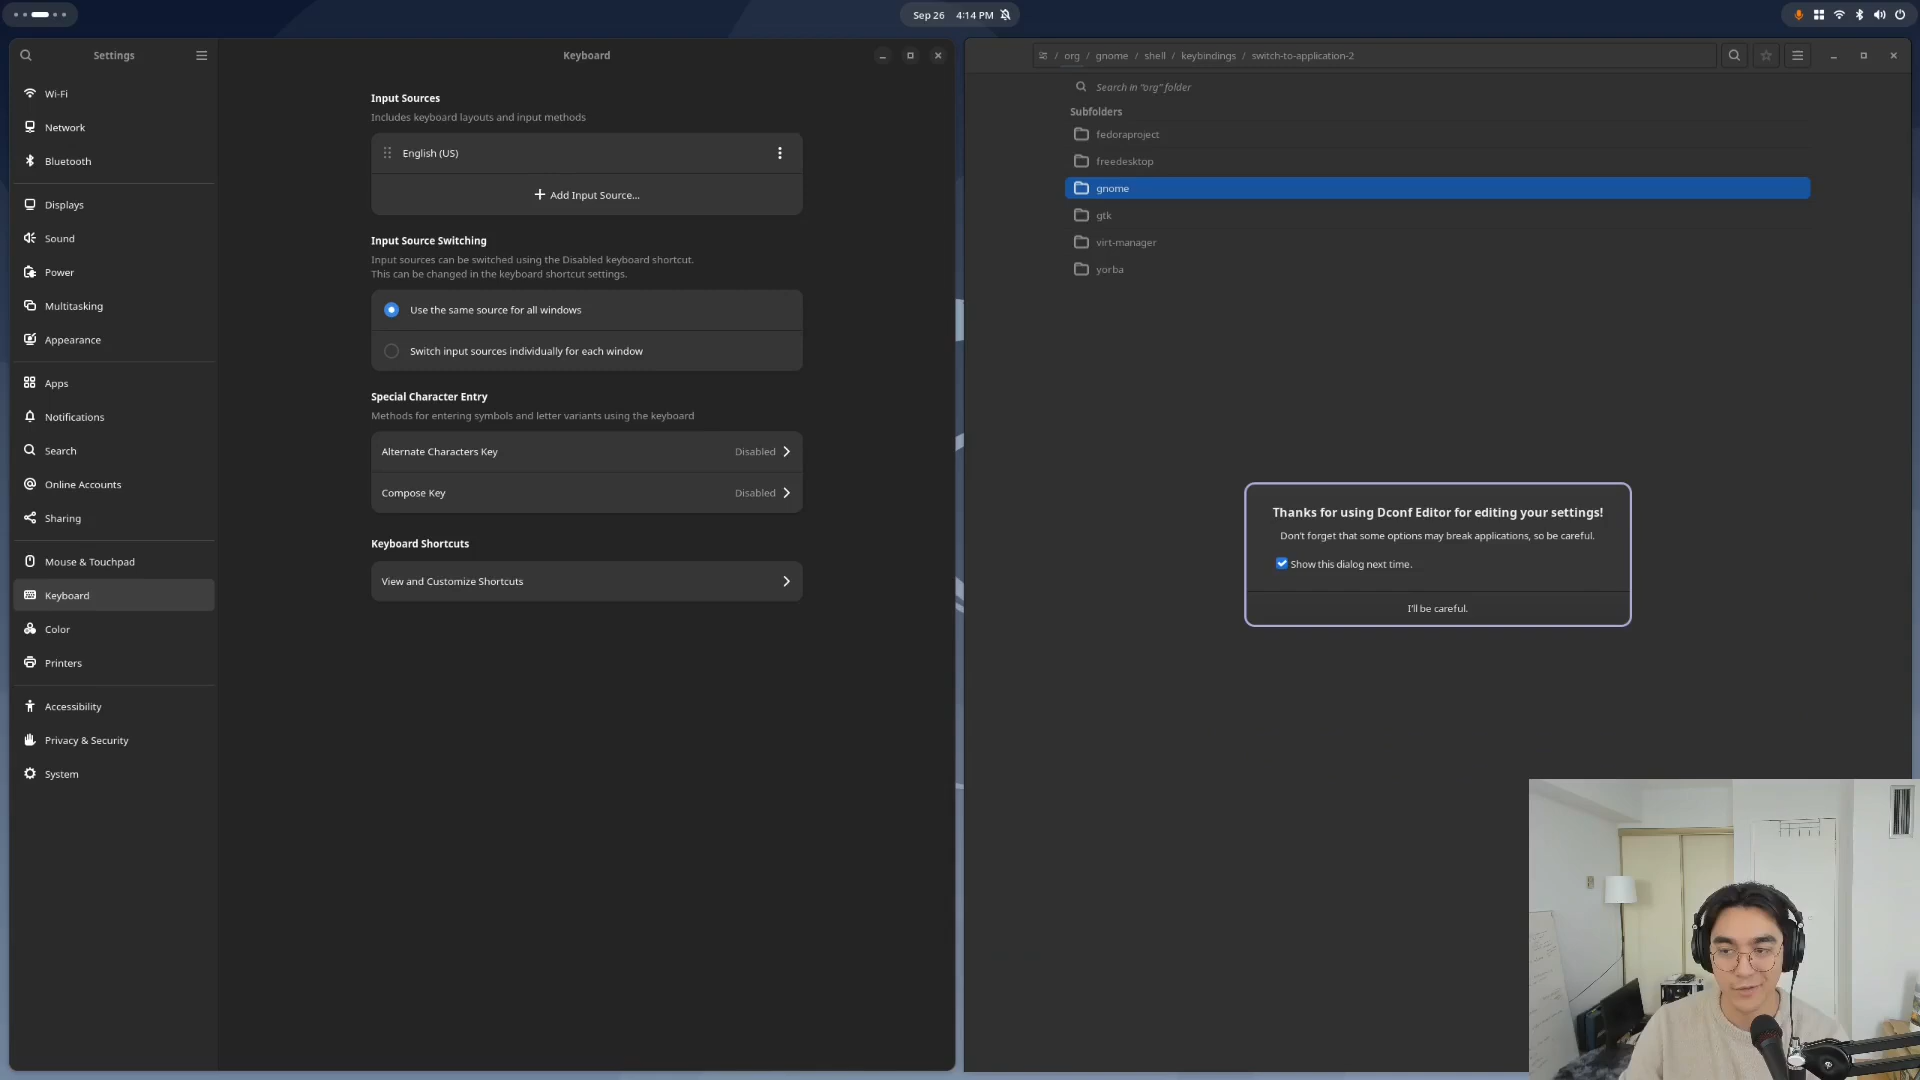 Sep 26 4:14 PM
Settings
Wi-Fi
Network
Bluetooth
Displays
Sound
Power
Multitasking
Appearance
Apps
Notifications
Search
Online Accounts
Sharing
Mouse & Touchpad
Keyboard
Color
Printers
Accessibility
Privacy & Security
System
Keyboard
Input Sources
Includes keyboard layouts and input methods
English (US)
Add Input Source...
Input Source Switching
Input sources can be switched using the Disabled keyboard shortcut.
This can be changed in the keyboard shortcut settings.
Use the same source for all windows
Switch input sources individually for each window
Special Character Entry
Methods for entering symbols and letter variants using the keyboard
Alternate Characters Key Disabled
Compose Key Disabled
Keyboard Shortcuts
View and Customize Shortcuts
/ org / gnome / shell / keybindings / switch-to-application-2
Search in “org” folder
Subfolders
fedoraproject
freedesktop
gnome
gtk
virt-manager
yorba
Thanks for using Dconf Editor for editing your settings!
Don’t forget that some options may break applications, so be careful.
Show this dialog next time.
I’ll be careful.